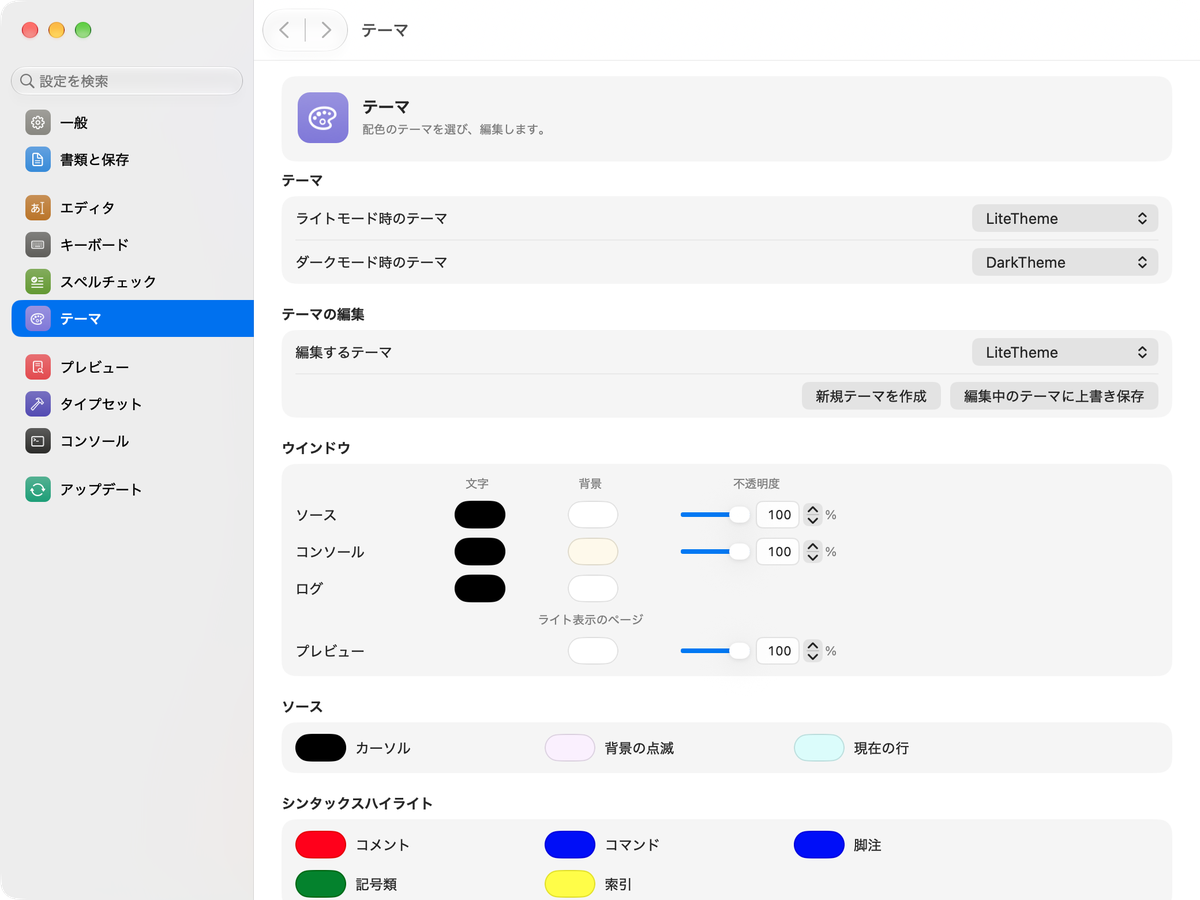 テーマ
設定を検索
一般
書類と保存
エディタ
キーボード
スペルチェック
テーマ
プレビュー
タイプセット
コンソール
アップデート
テーマ
配色のテーマを選び、編集します。
テーマ
ライトモード時のテーマ LiteTheme
ダークモード時のテーマ DarkTheme
テーマの編集
編集するテーマ LiteTheme
新規テーマを作成 編集中のテーマに上書き保存
ウインドウ
文字 背景 不透明度
ソース 100 %
コンソール 100 %
ログ
ライト表示のページ
プレビュー 100 %
ソース
カーソル 背景の点滅 現在の行
シンタックスハイライト
コメント コマンド 脚注
記号類 索引